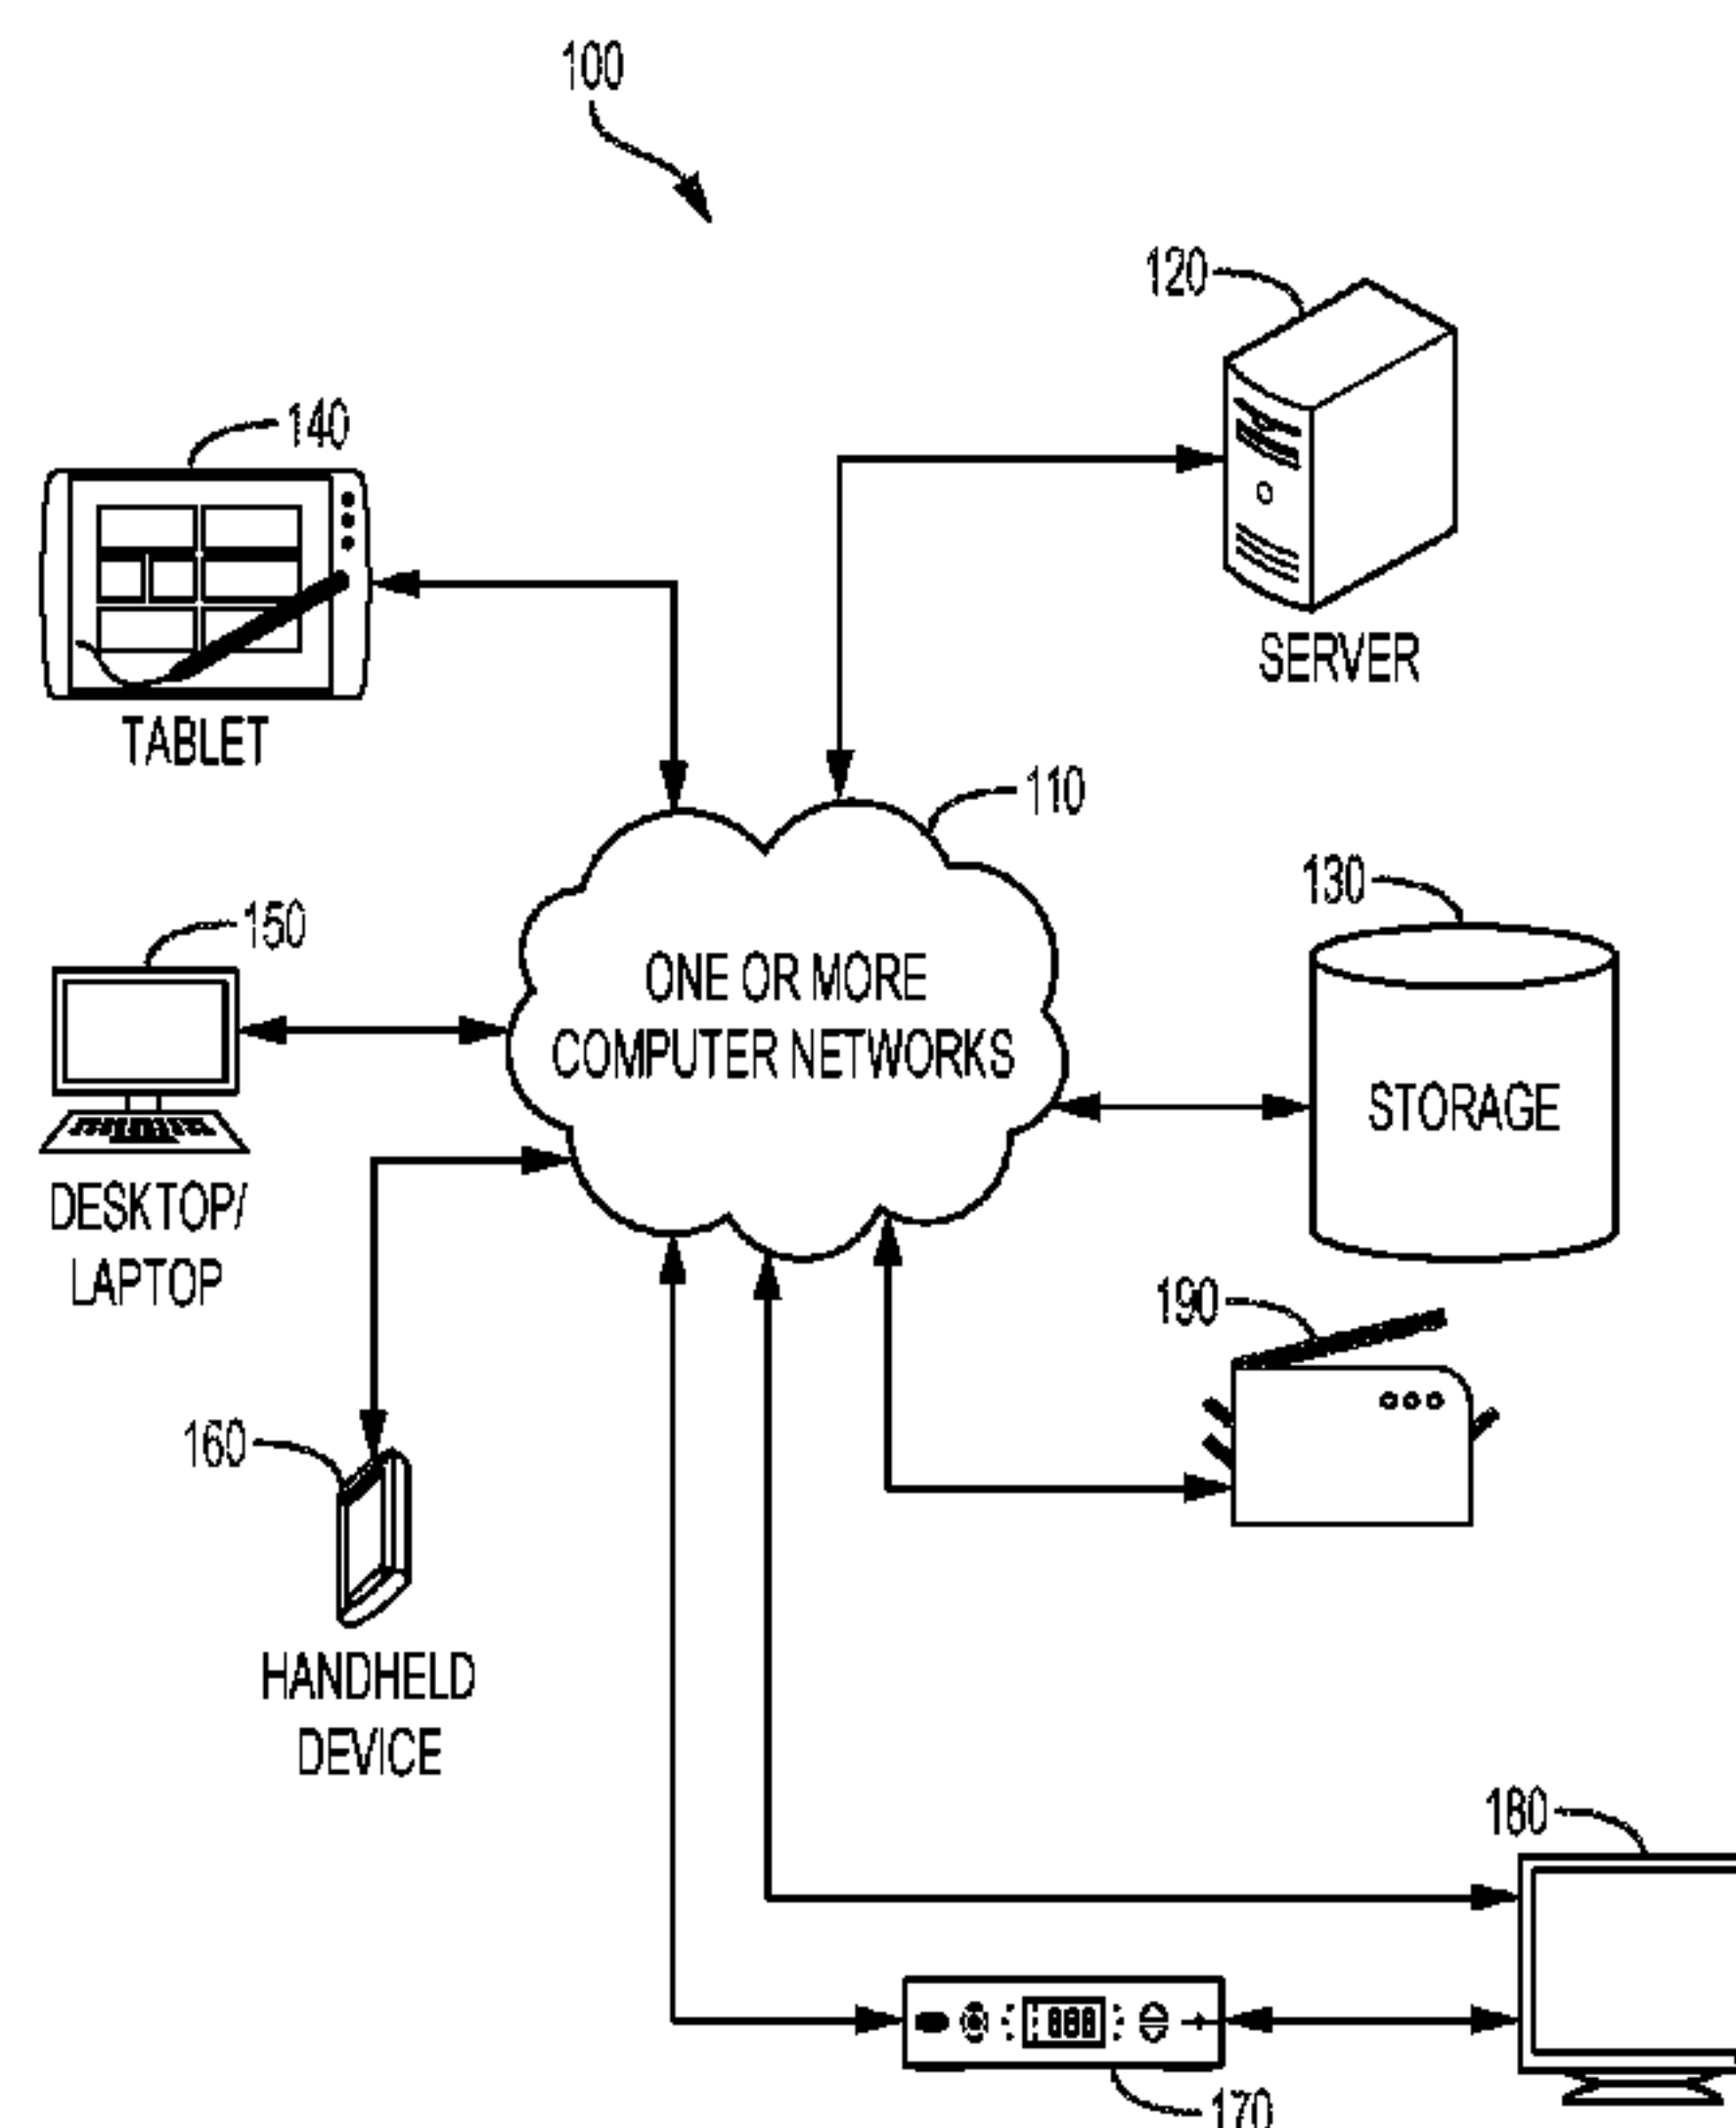 100
120
140
SERVER
TABLET
110
130
150
ONE OR MORE
COMPUTER NETWORKS
STORAGE
DESKTOP/
LAPTOP
190
160
HANDHELD
DEVICE
180
888
170